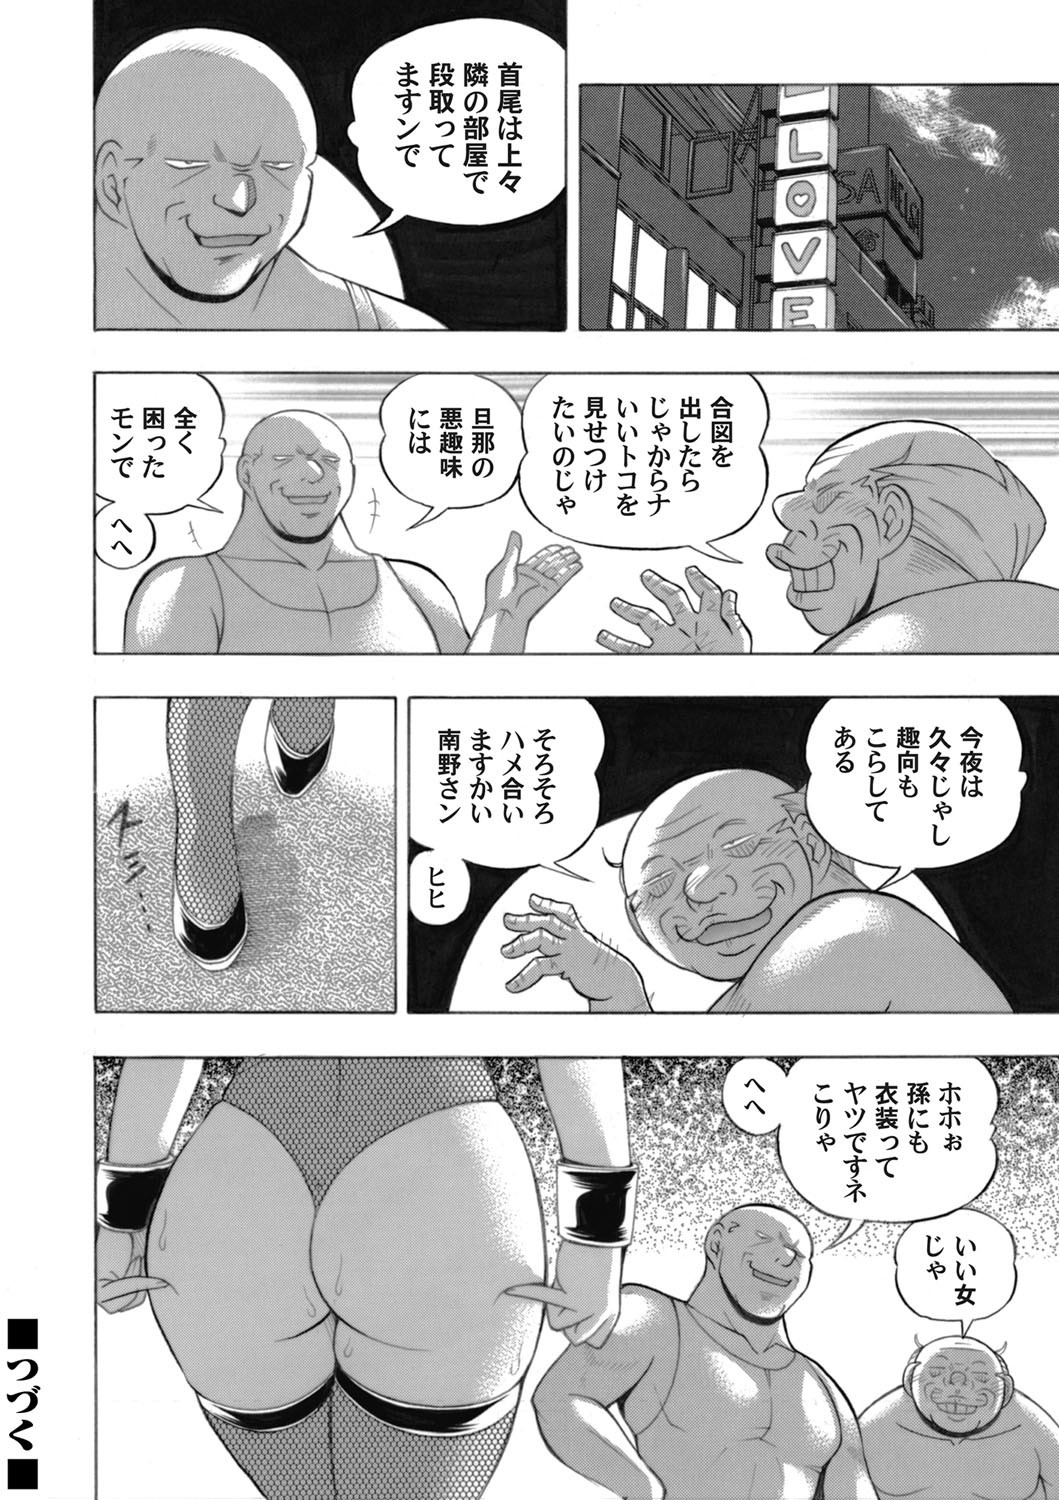 LOVE
SA
首尾は上々
隣の部屋で
段取って
ますンで
合図を
出したら
じゃからナ
いいトコを
見せつけ
たいのじゃ
旦那の
悪趣味
には
全く
困った
モンで
へへ
今夜は
久々じゃし
趣向も
こらして
ある
そろそろ
ハメ合い
ますかい
南野さン
ヒヒ
ホホぉ
孫にも
衣装って
ヤツですネ
こりゃ
へへ
いい女
じゃ
■つづく■